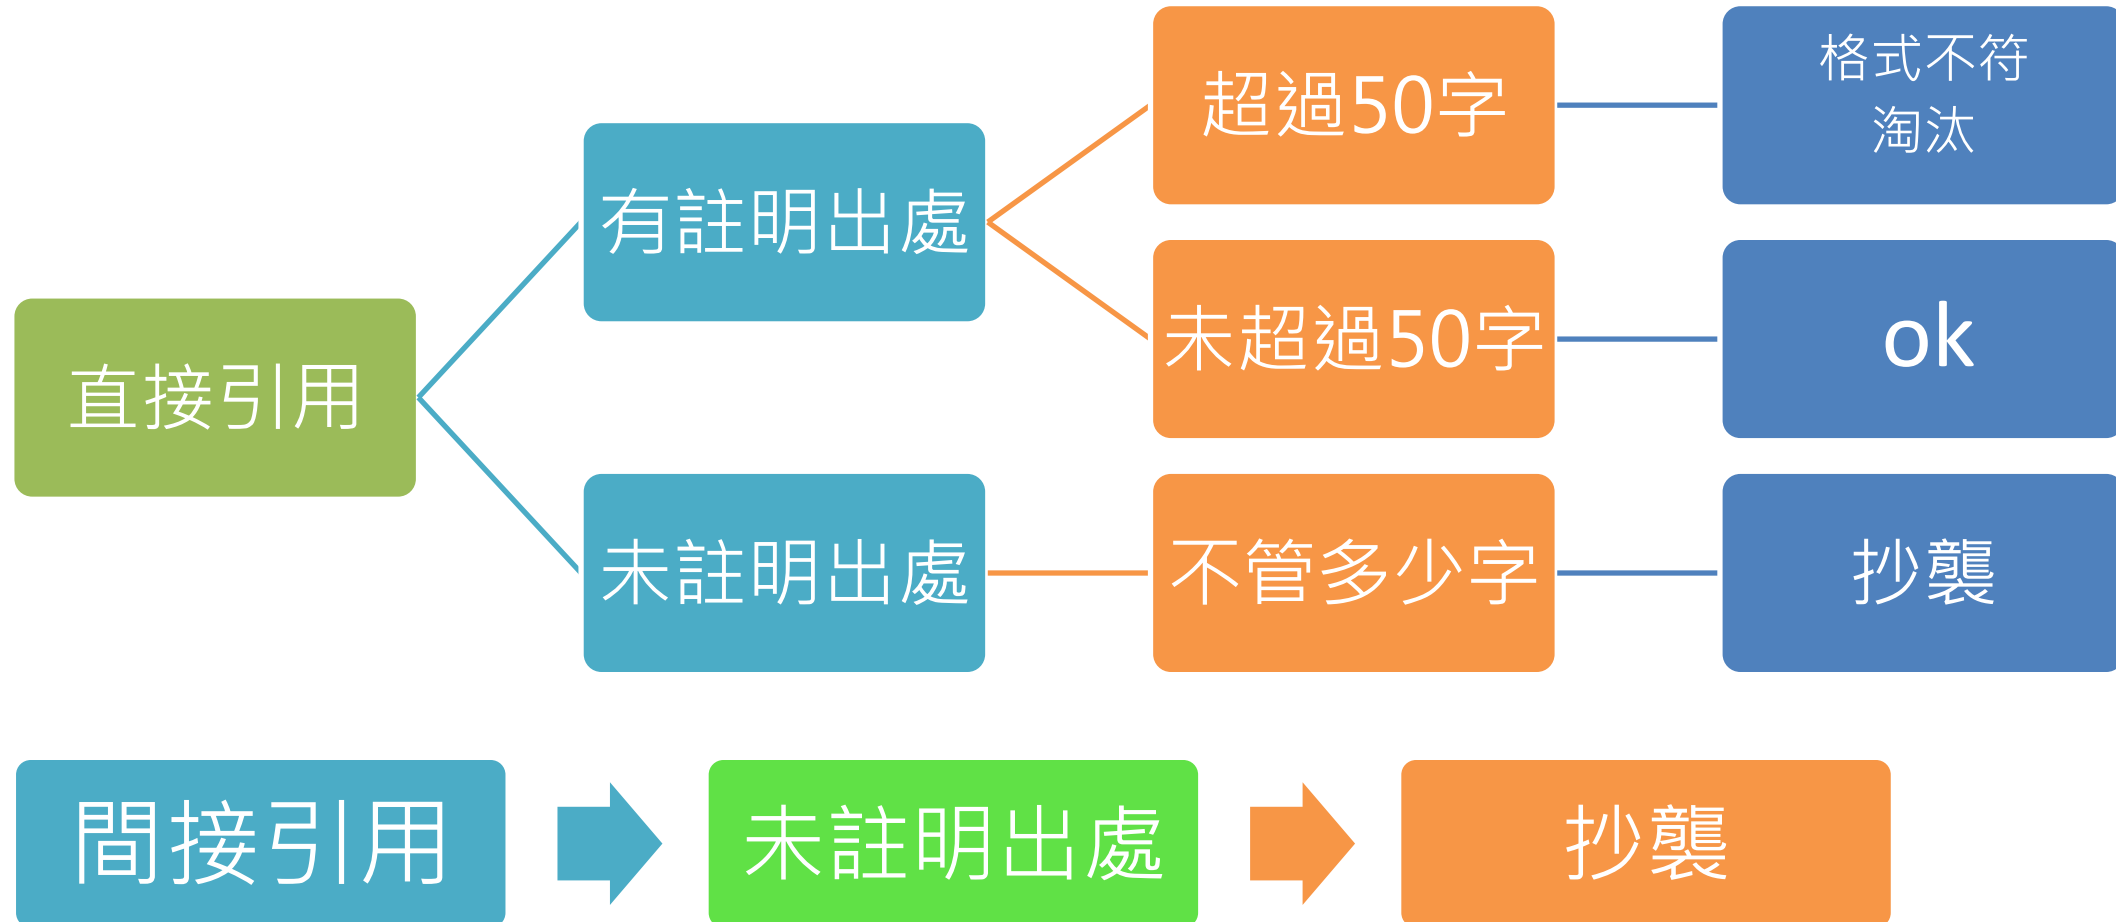 直接引用
有註明出處
超過50字
格式不符
淘汰
未超過50字
ok
未註明出處
不管多少字
抄襲
間接引用
未註明出處
抄襲